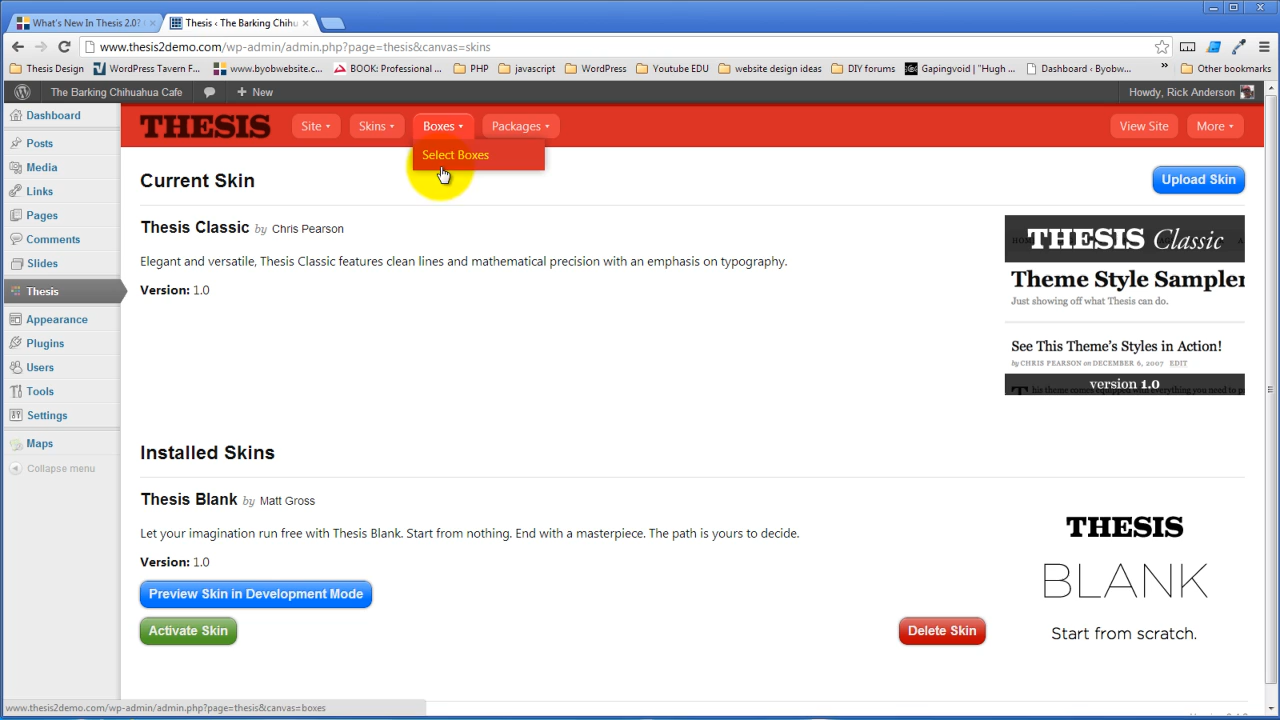 What's New In Thesis 2.0?
Thesis ‹ The Barking Chihu
www.thesis2demo.com/wp-admin/admin.php?page=thesis&canvas=skins
Thesis Design WordPress Tavern F... www.byobwebsite.c... BOOK: Professional ... PHP javascript WordPress Youtube EDU website design ideas DIY forums Gapingvoid | "Hugh ... Dashboard ‹ Byobw... » Other bookmarks
The Barking Chihuahua Cafe + New Howdy, Rick Anderson
Dashboard
Posts
Media
Links
Pages
Comments
Slides
Thesis
Appearance
Plugins
Users
Tools
Settings
Maps
Collapse menu
THESIS Site Skins Boxes Packages View Site More
Select Boxes
Current Skin
Upload Skin
Thesis Classic by Chris Pearson
Elegant and versatile, Thesis Classic features clean lines and mathematical precision with an emphasis on typography.
Version: 1.0
THESIS Classic
Theme Style Sampler
Just showing off what Thesis can do.
See This Theme's Styles in Action!
by CHRIS PEARSON on DECEMBER 6, 2007 EDIT
version 1.0
Installed Skins
Thesis Blank by Matt Gross
Let your imagination run free with Thesis Blank. Start from nothing. End with a masterpiece. The path is yours to decide.
Version: 1.0
Preview Skin in Development Mode
Activate Skin
Delete Skin
THESIS
BLANK
Start from scratch.
www.thesis2demo.com/wp-admin/admin.php?page=thesis&canvas=boxes